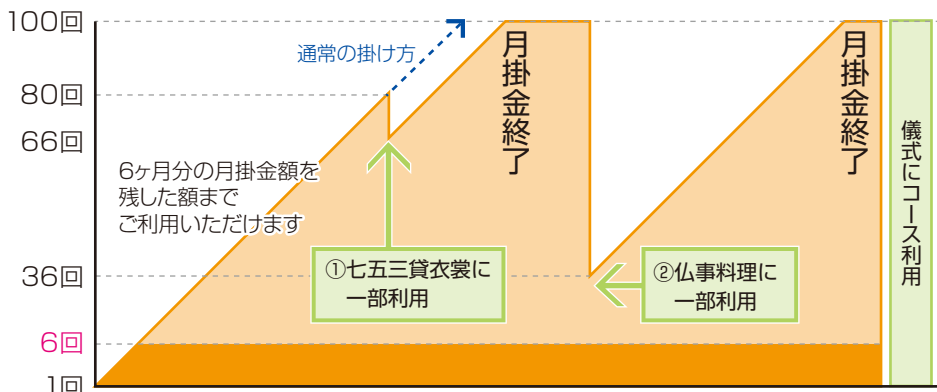 100回
80回
66回
36回
6回
1回
通常の掛け方
月掛金終了
月掛金終了
6ヶ月分の月掛金額を
残した額まで
ご利用いただけます
①七五三貸衣裳に
一部利用
②仏事料理に
一部利用
儀式にコース利用